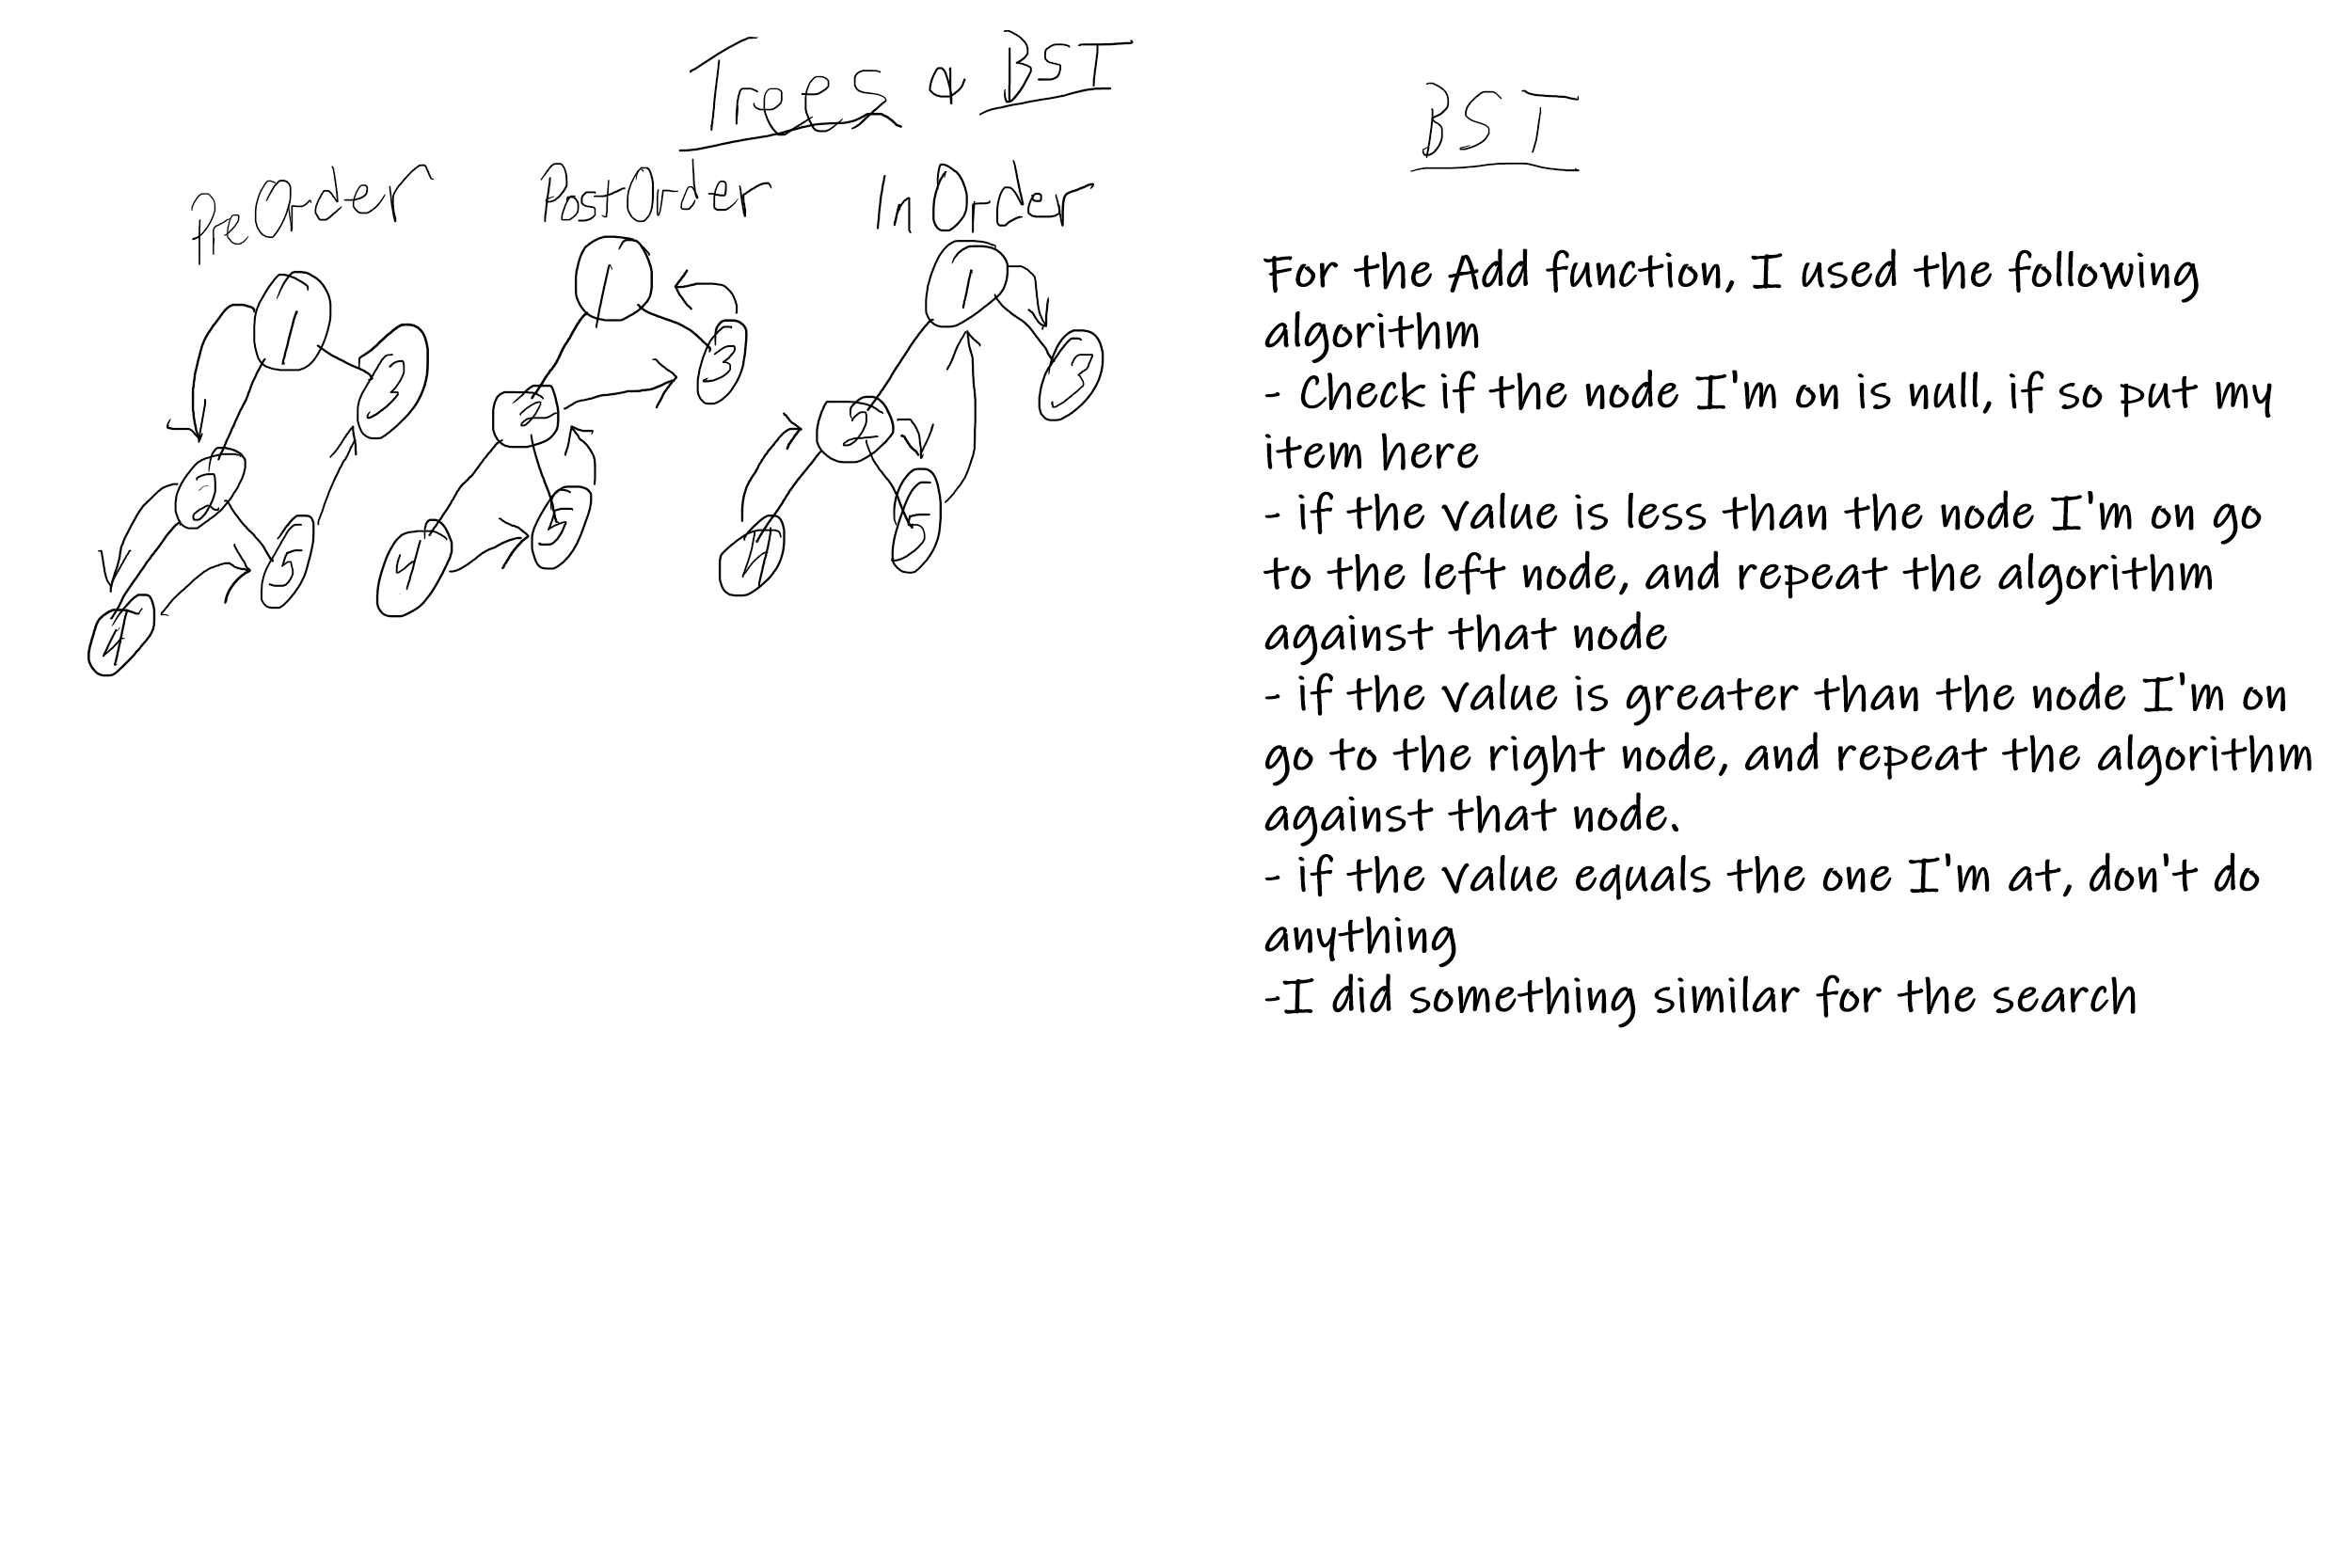 Trees & BST
PreOrder
PostOrder
InOrder
1
2
3
4
5
1
2
3
4
5
1
2
3
4
5
BST
For the Add function, I used the following
algorithm
- Check if the node I'm on is null, if so put my
item here
- if the value is less than the node I'm on go
to the left node, and repeat the algorithm
against that node
- if the value is greater than the node I'm on
go to the right node, and repeat the algorithm
against that node.
- if the value equals the one I'm at, don't do
anything
-I did something similar for the search